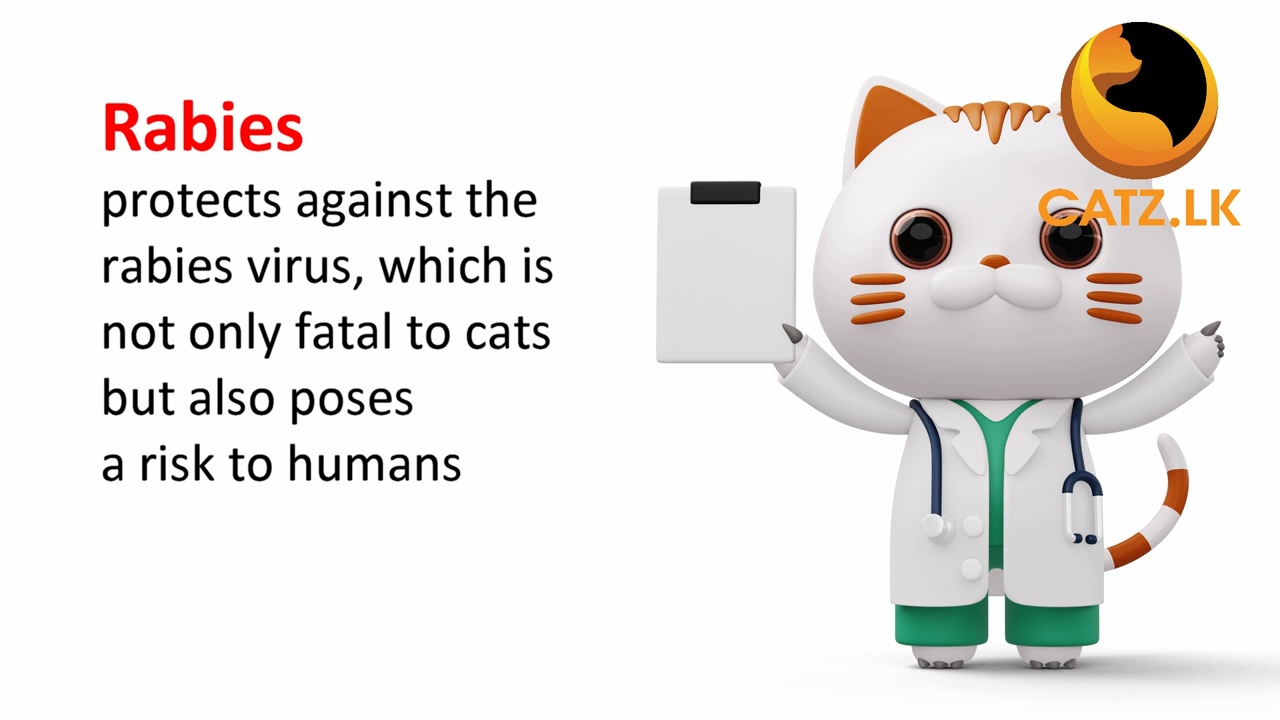 Rabies
protects against the
rabies virus, which is
not only fatal to cats
but also poses
a risk to humans
CATZ.LK